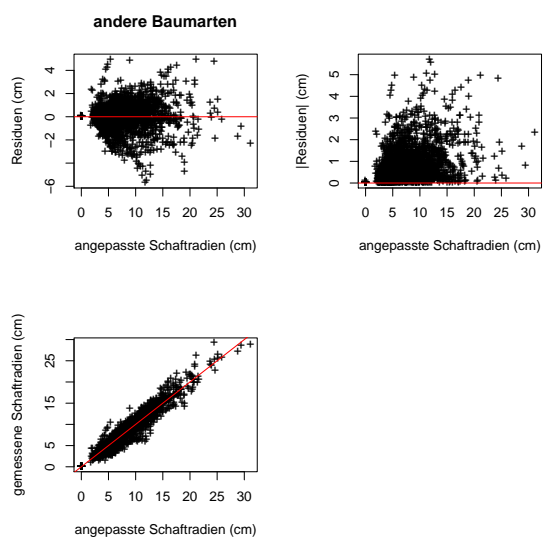 andere Baumarten
Residuen (cm)
4
2
0
−2
−6
0 5 10 15 20 25 30
angepasste Schaftradien (cm)
|Residuen| (cm)
5
4
3
2
1
0
0 5 10 15 20 25 30
angepasste Schaftradien (cm)
gemessene Schaftradien (cm)
25
15
5
0
0 5 10 15 20 25 30
angepasste Schaftradien (cm)